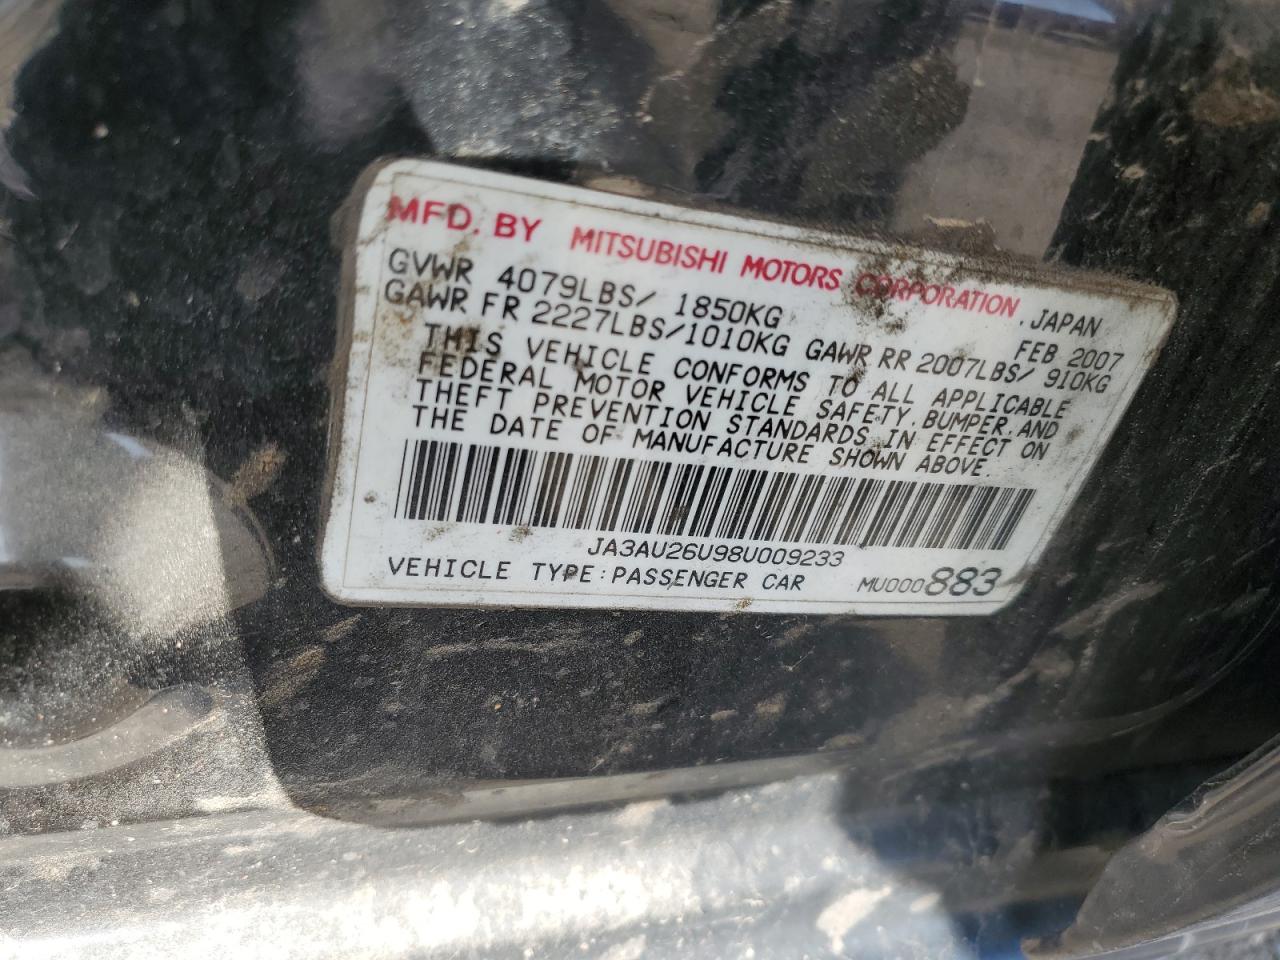 MFD. BY MITSUBISHI MOTORS CORPORATION, JAPAN
GVWR 4079LBS/ 1850KG FEB 2007
GAWR FR 2227LBS/1010KG GAWR RR 2007LBS/ 910KG
THIS VEHICLE CONFORMS TO ALL APPLICABLE
FEDERAL MOTOR VEHICLE SAFETY, BUMPER, AND
THEFT PREVENTION STANDARDS IN EFFECT ON
THE DATE OF MANUFACTURE SHOWN ABOVE.
JA3AU26U98U009233
VEHICLE TYPE: PASSENGER CAR MU000883